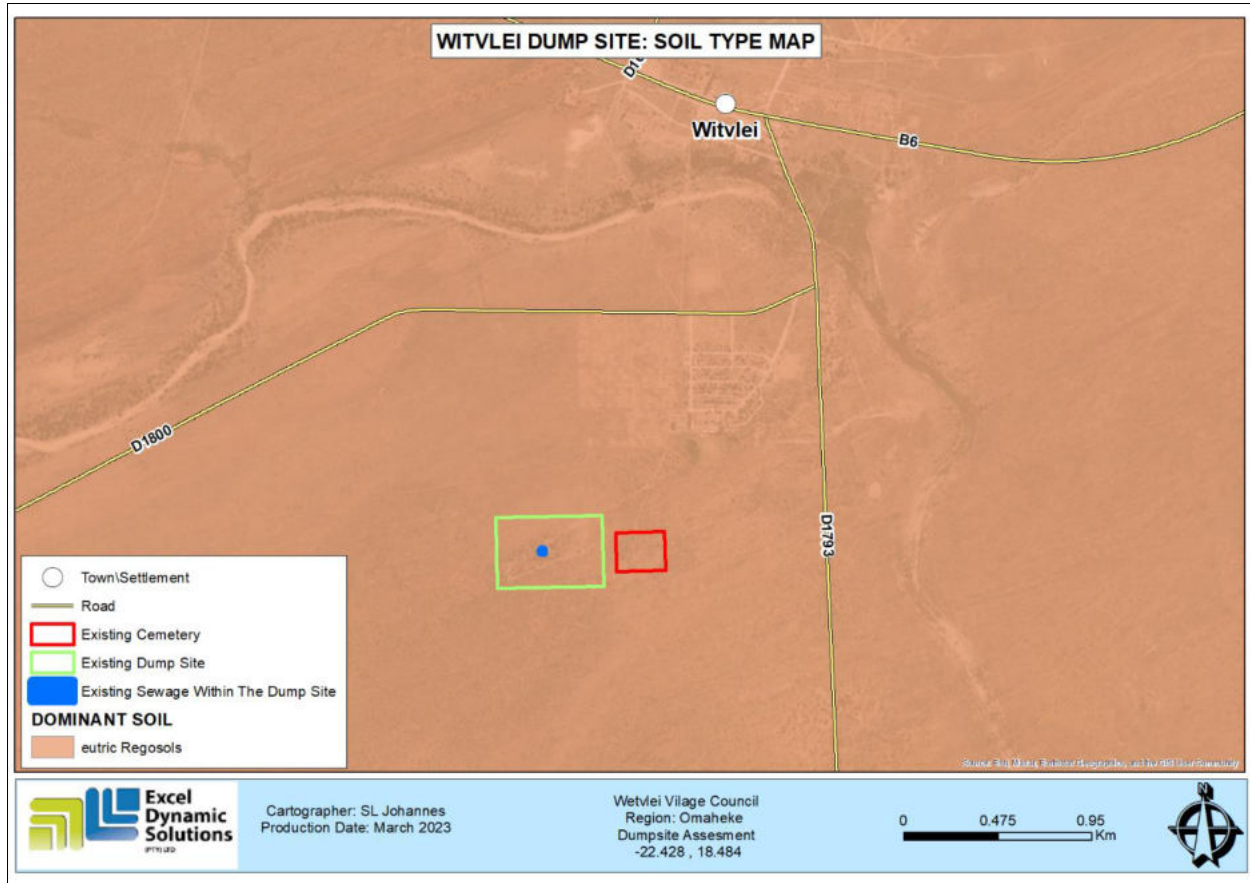 WITVLEI DUMP SITE: SOIL TYPE MAP
Witvlei
B6
D1800
D1793
Town\Settlement
Road
Existing Cemetery
Existing Dump Site
Existing Sewage Within The Dump Site
DOMINANT SOIL
eutric Regosols
Excel
Dynamic
Solutions
(PTY) LTD
Cartographer: SL Johannes
Production Date: March 2023
Wetvlei Vilage Council
Region: Omaheke
Dumpsite Assesment
-22.428 , 18.484
0 0.475 0.95
Km
N